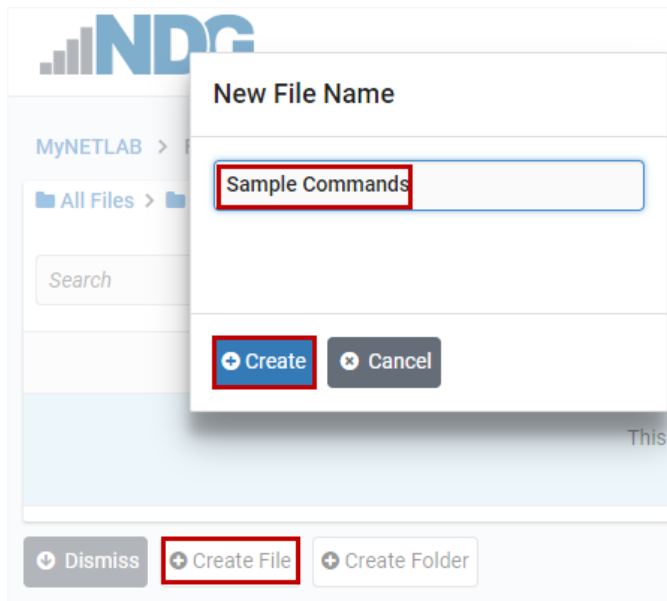 NDG
New File Name
MyNETLAB >
Sample Commands
All Files >
Search
Create Cancel
This
Dismiss Create File Create Folder